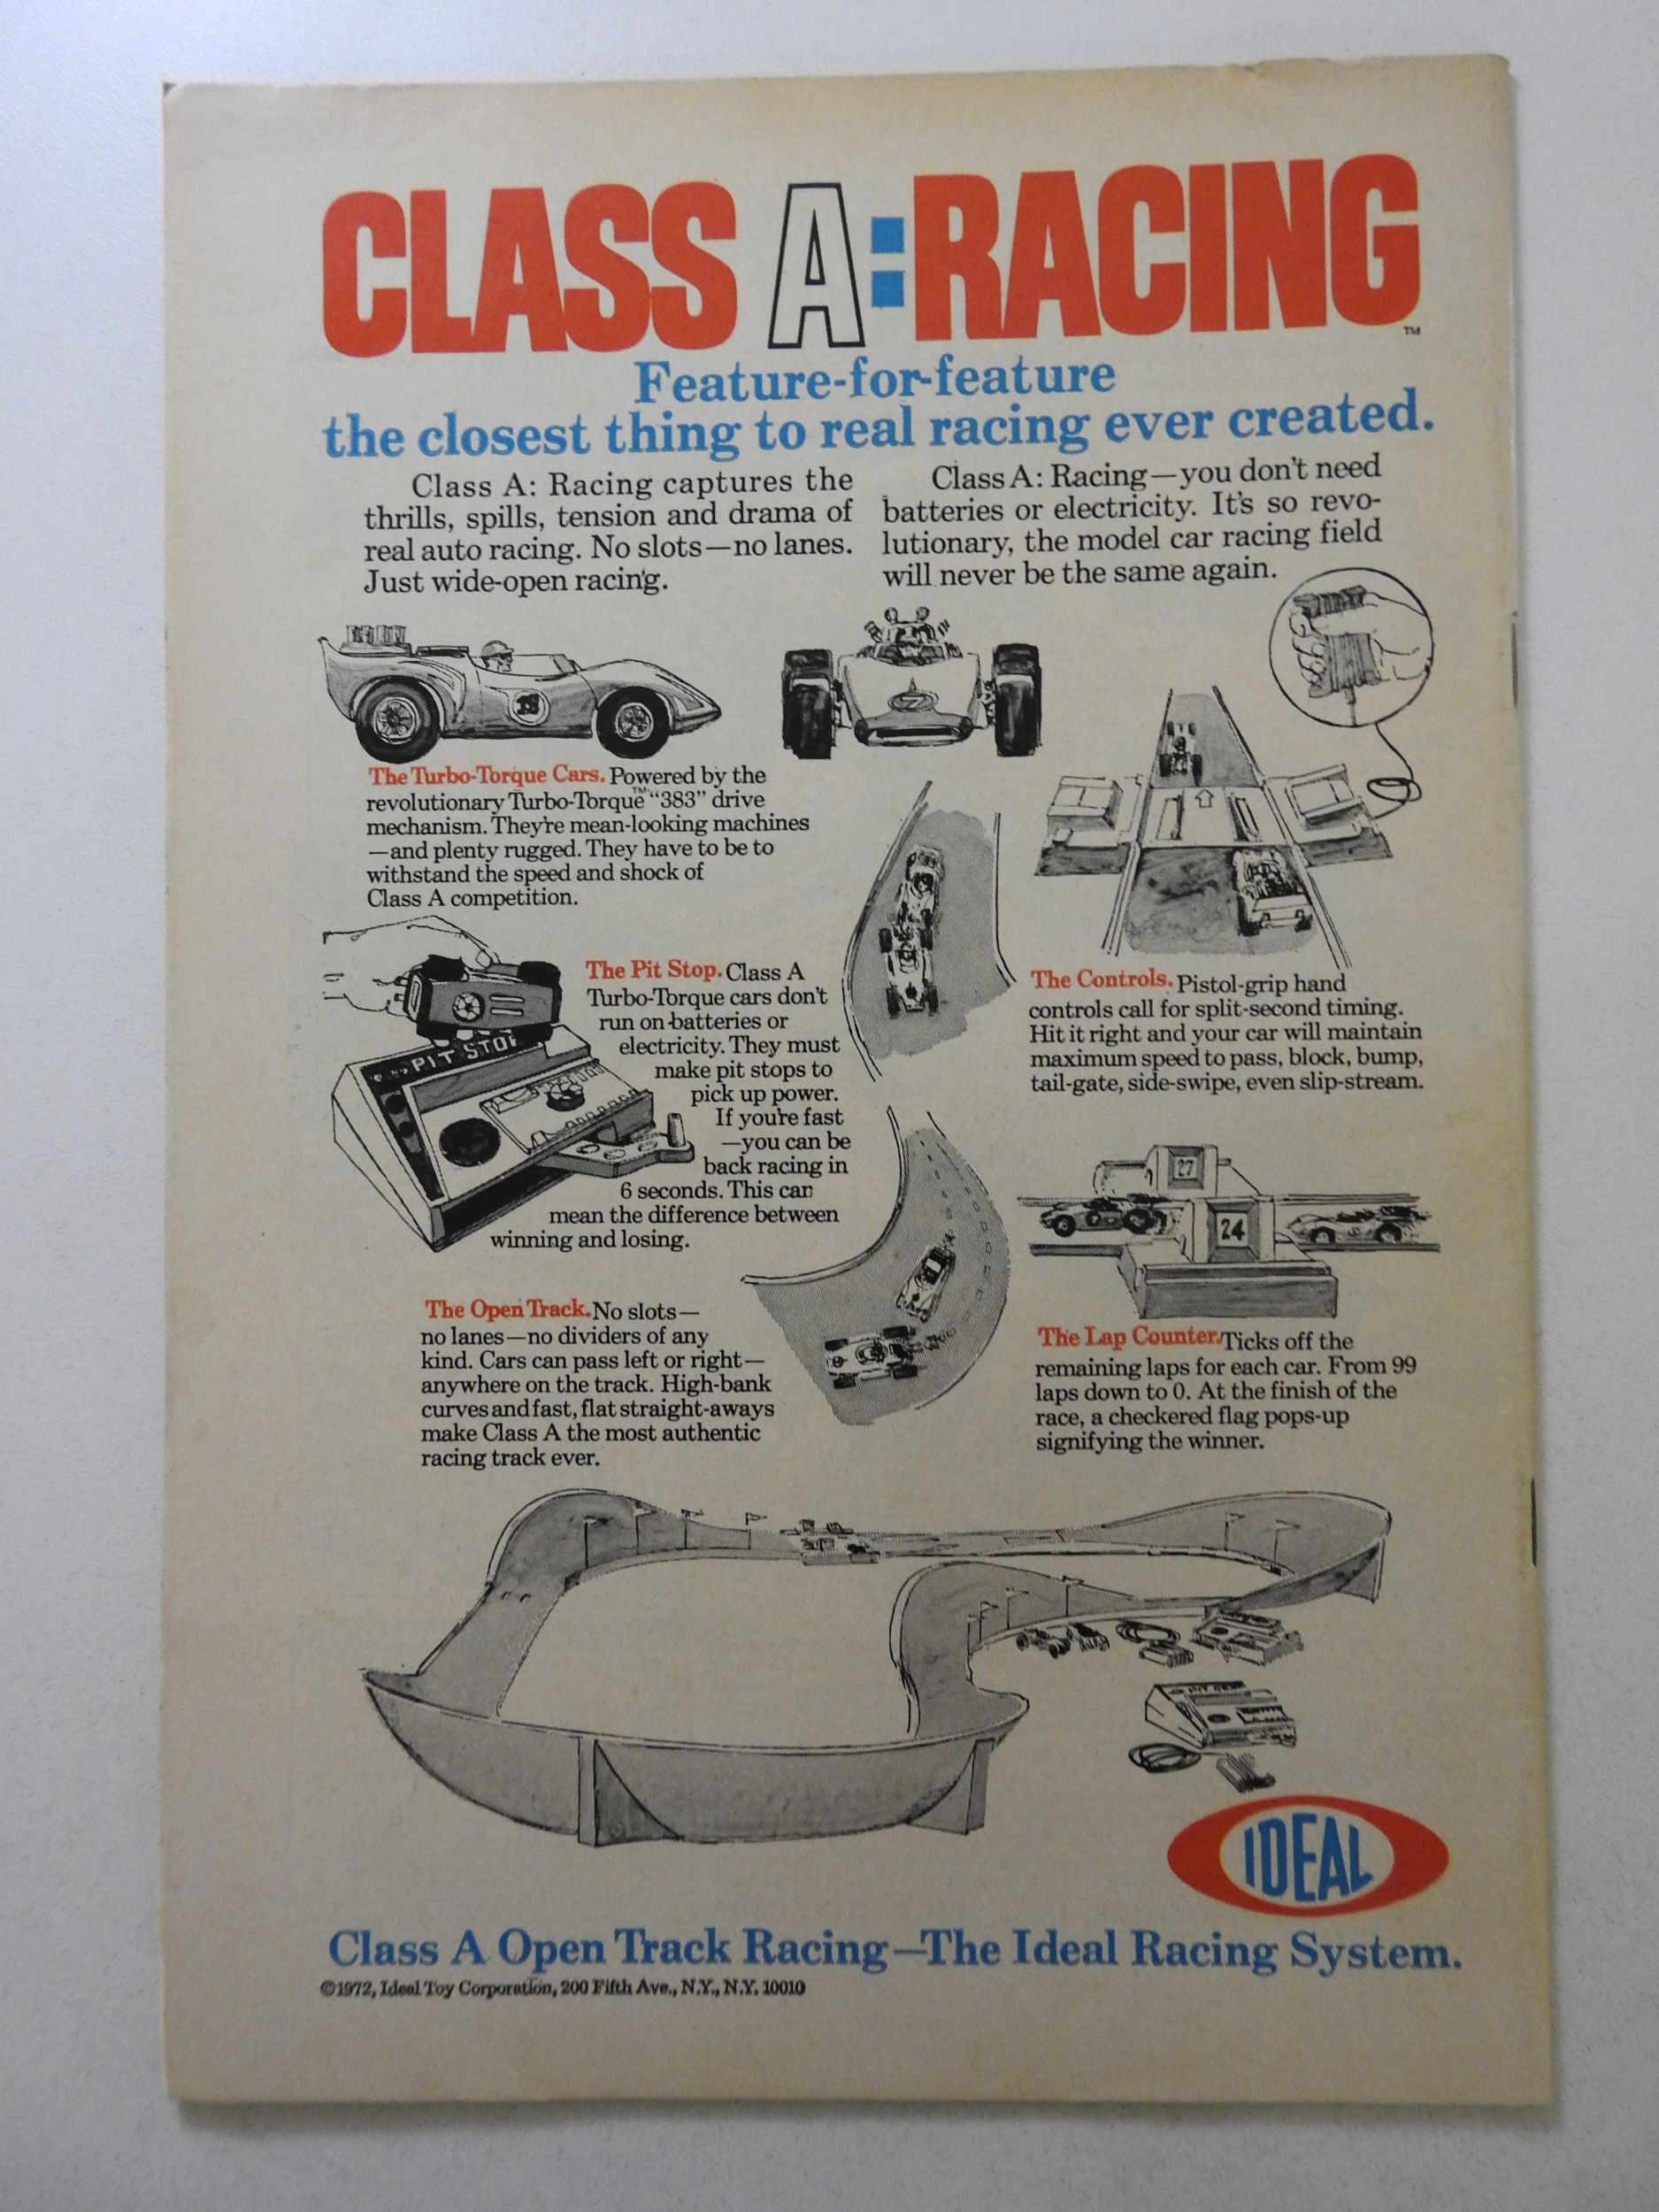 CLASS A:RACING
TM
Feature-for-feature
the closest thing to real racing ever created.
Class A: Racing captures the
thrills, spills, tension and drama of
real auto racing. No slots—no lanes.
Just wide-open racing.
Class A: Racing—you don't need
batteries or electricity. It's so revo-
lutionary, the model car racing field
will never be the same again.
The Turbo-Torque Cars. Powered by the
revolutionary Turbo-Torque™ "383" drive
mechanism. They're mean-looking machines
—and plenty rugged. They have to be to
withstand the speed and shock of
Class A competition.
PIT STOP
The Pit Stop. Class A
Turbo-Torque cars don't
run on batteries or
electricity. They must
make pit stops to
pick up power.
If you're fast
—you can be
back racing in
6 seconds. This can
mean the difference between
winning and losing.
The Controls. Pistol-grip hand
controls call for split-second timing.
Hit it right and your car will maintain
maximum speed to pass, block, bump,
tail-gate, side-swipe, even slip-stream.
27
24
The Open Track. No slots—
no lanes—no dividers of any
kind. Cars can pass left or right—
anywhere on the track. High-bank
curves and fast, flat straight-aways
make Class A the most authentic
racing track ever.
The Lap Counter. Ticks off the
remaining laps for each car. From 99
laps down to 0. At the finish of the
race, a checkered flag pops-up
signifying the winner.
IDEAL
Class A Open Track Racing—The Ideal Racing System.
©1972, Ideal Toy Corporation, 200 Fifth Ave., N.Y., N.Y. 10010